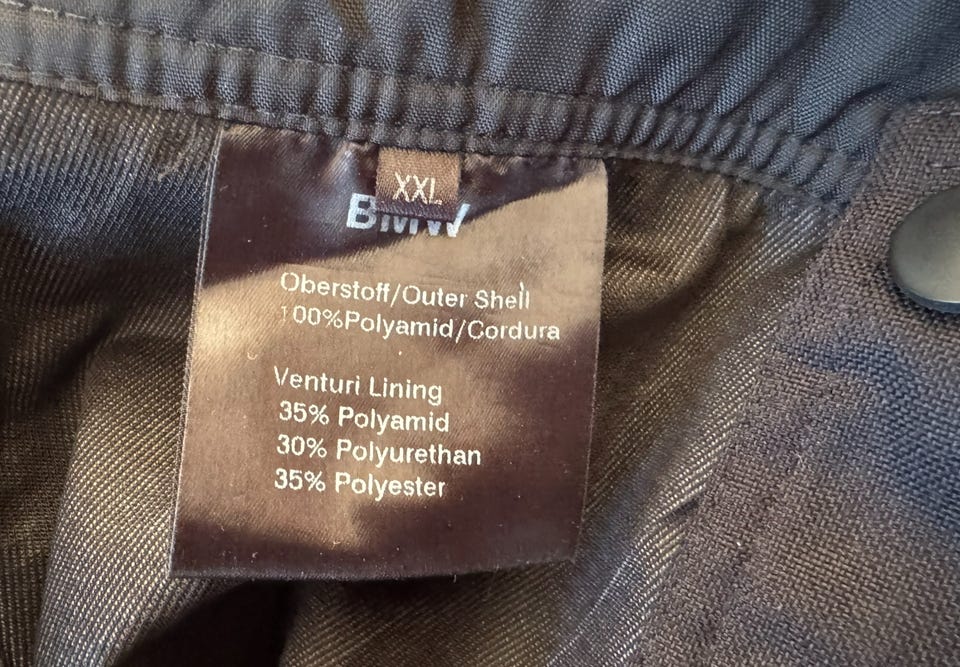 XXL
BMW
Oberstoff/Outer Shell
100%Polyamid/Cordura
Venturi Lining
35% Polyamid
30% Polyurethan
35% Polyester